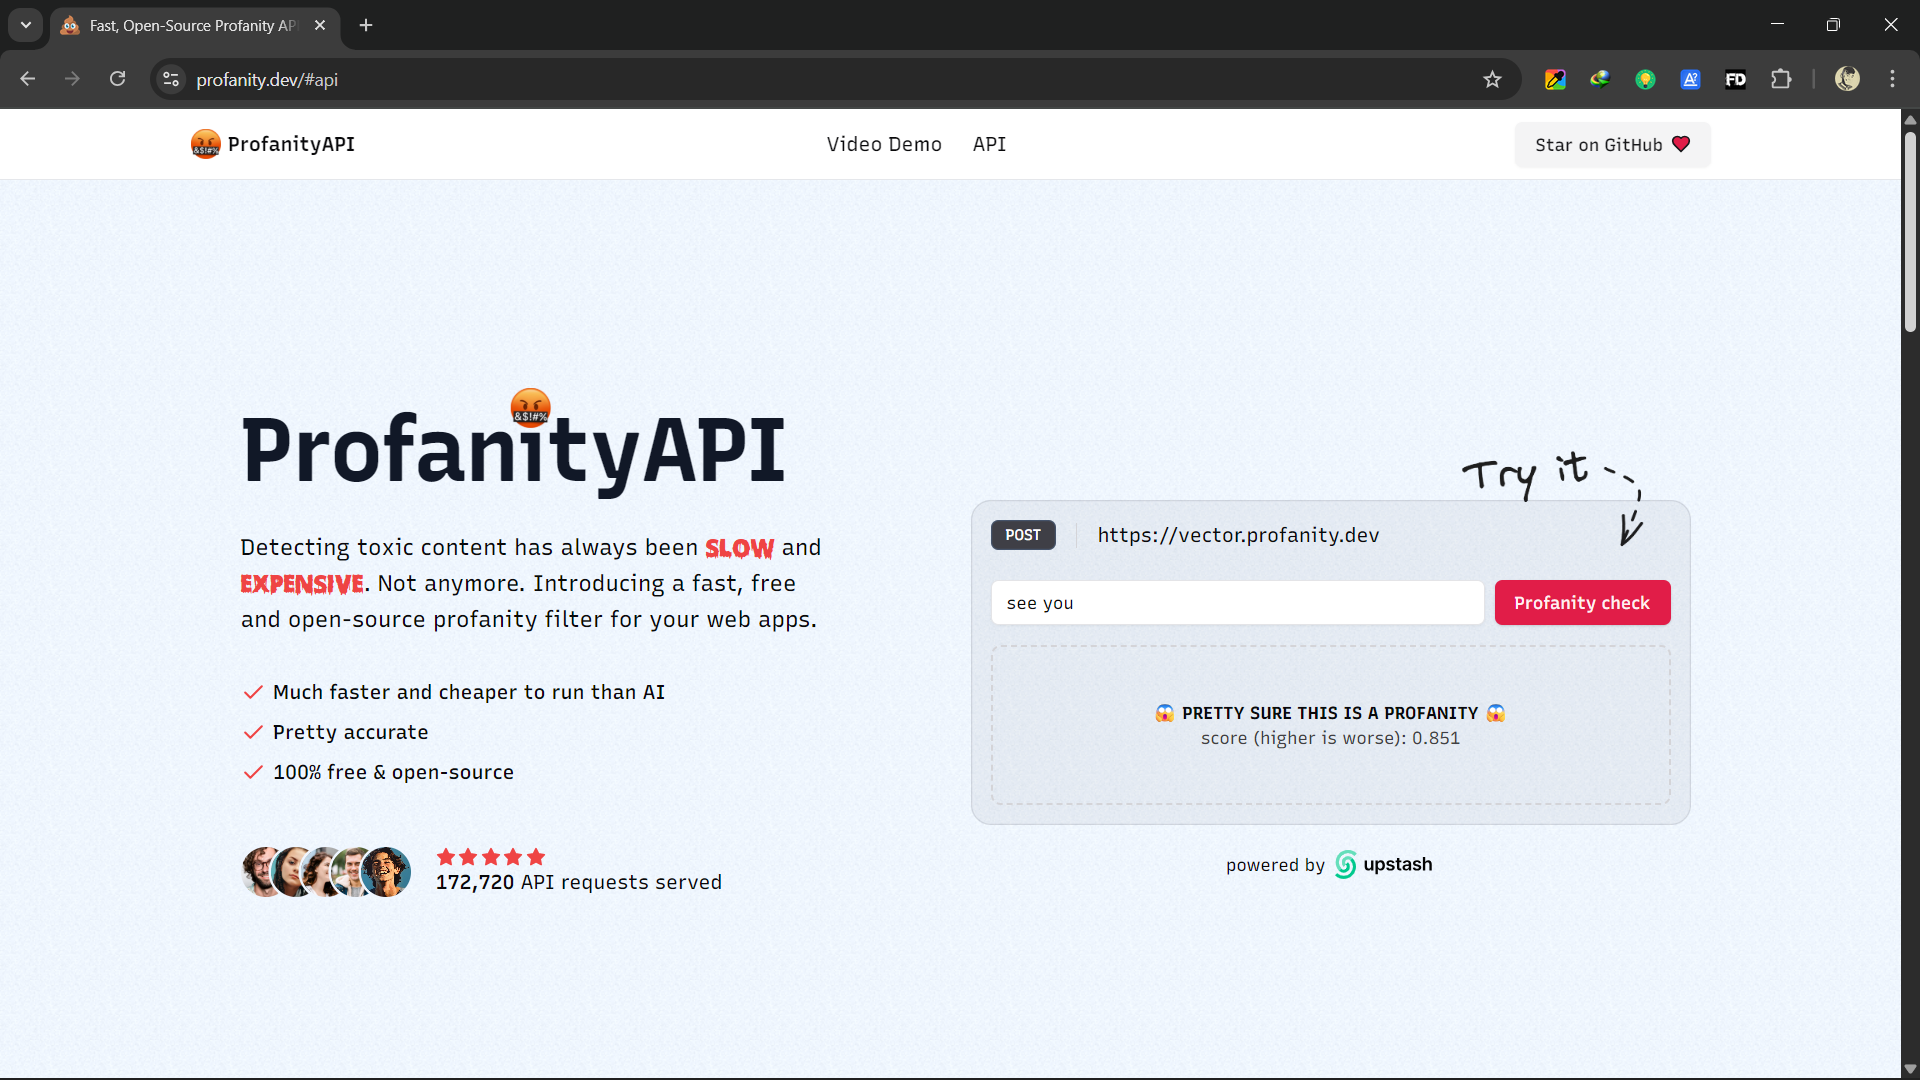 Fast, Open-Source Profanity AP
profanity.dev/#api
ProfanityAPI
Video Demo
API
Star on GitHub
&$!#%
ProfanityAPI
Detecting toxic content has always been SLOW and
EXPENSIVE. Not anymore. Introducing a fast, free
and open-source profanity filter for your web apps.
Much faster and cheaper to run than AI
Pretty accurate
100% free & open-source
172,720 API requests served
Try it
POST
https://vector.profanity.dev
see you
Profanity check
PRETTY SURE THIS IS A PROFANITY
score (higher is worse): 0.851
powered by upstash